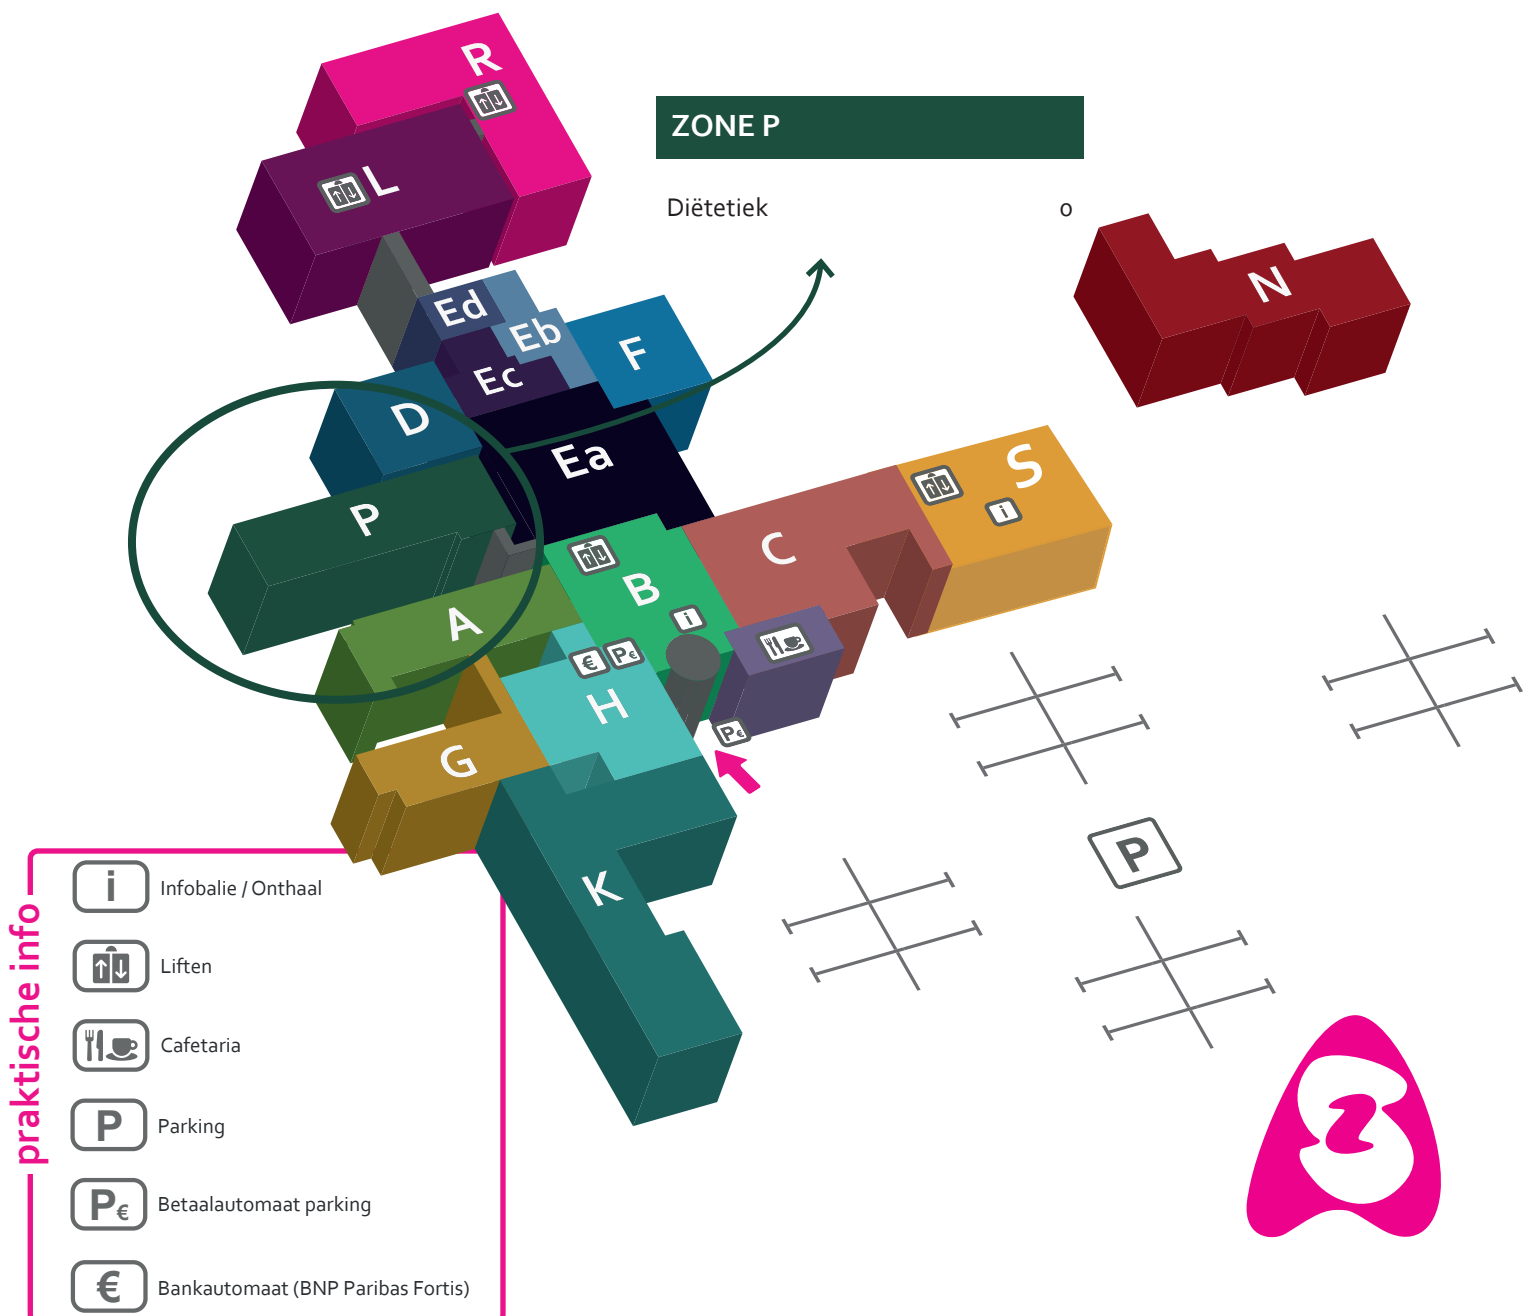 R
L
ZONE P
Diëtetiek o
N
Ed
Eb
F
Ec
D
Ea
S
P
i
C
B
A
i
€ P€
H
P€
G
P
K
praktische info
i Infobalie / Onthaal
Liften
Cafetaria
P Parking
P€ Betaalautomaat parking
€ Bankautomaat (BNP Paribas Fortis)